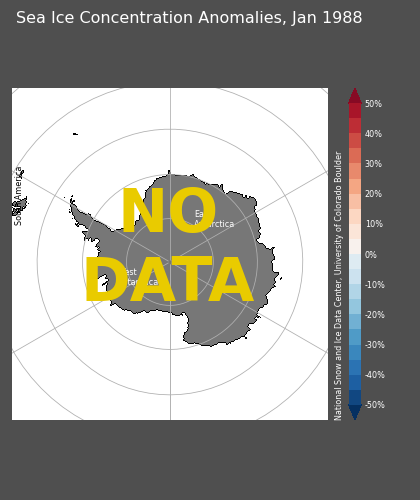 Sea Ice Concentration Anomalies, Jan 1988
South America
East
Antarctica
West
Antarctica
NO
DATA
National Snow and Ice Data Center, University of Colorado Boulder
50%
40%
30%
20%
10%
0%
-10%
-20%
-30%
-40%
-50%